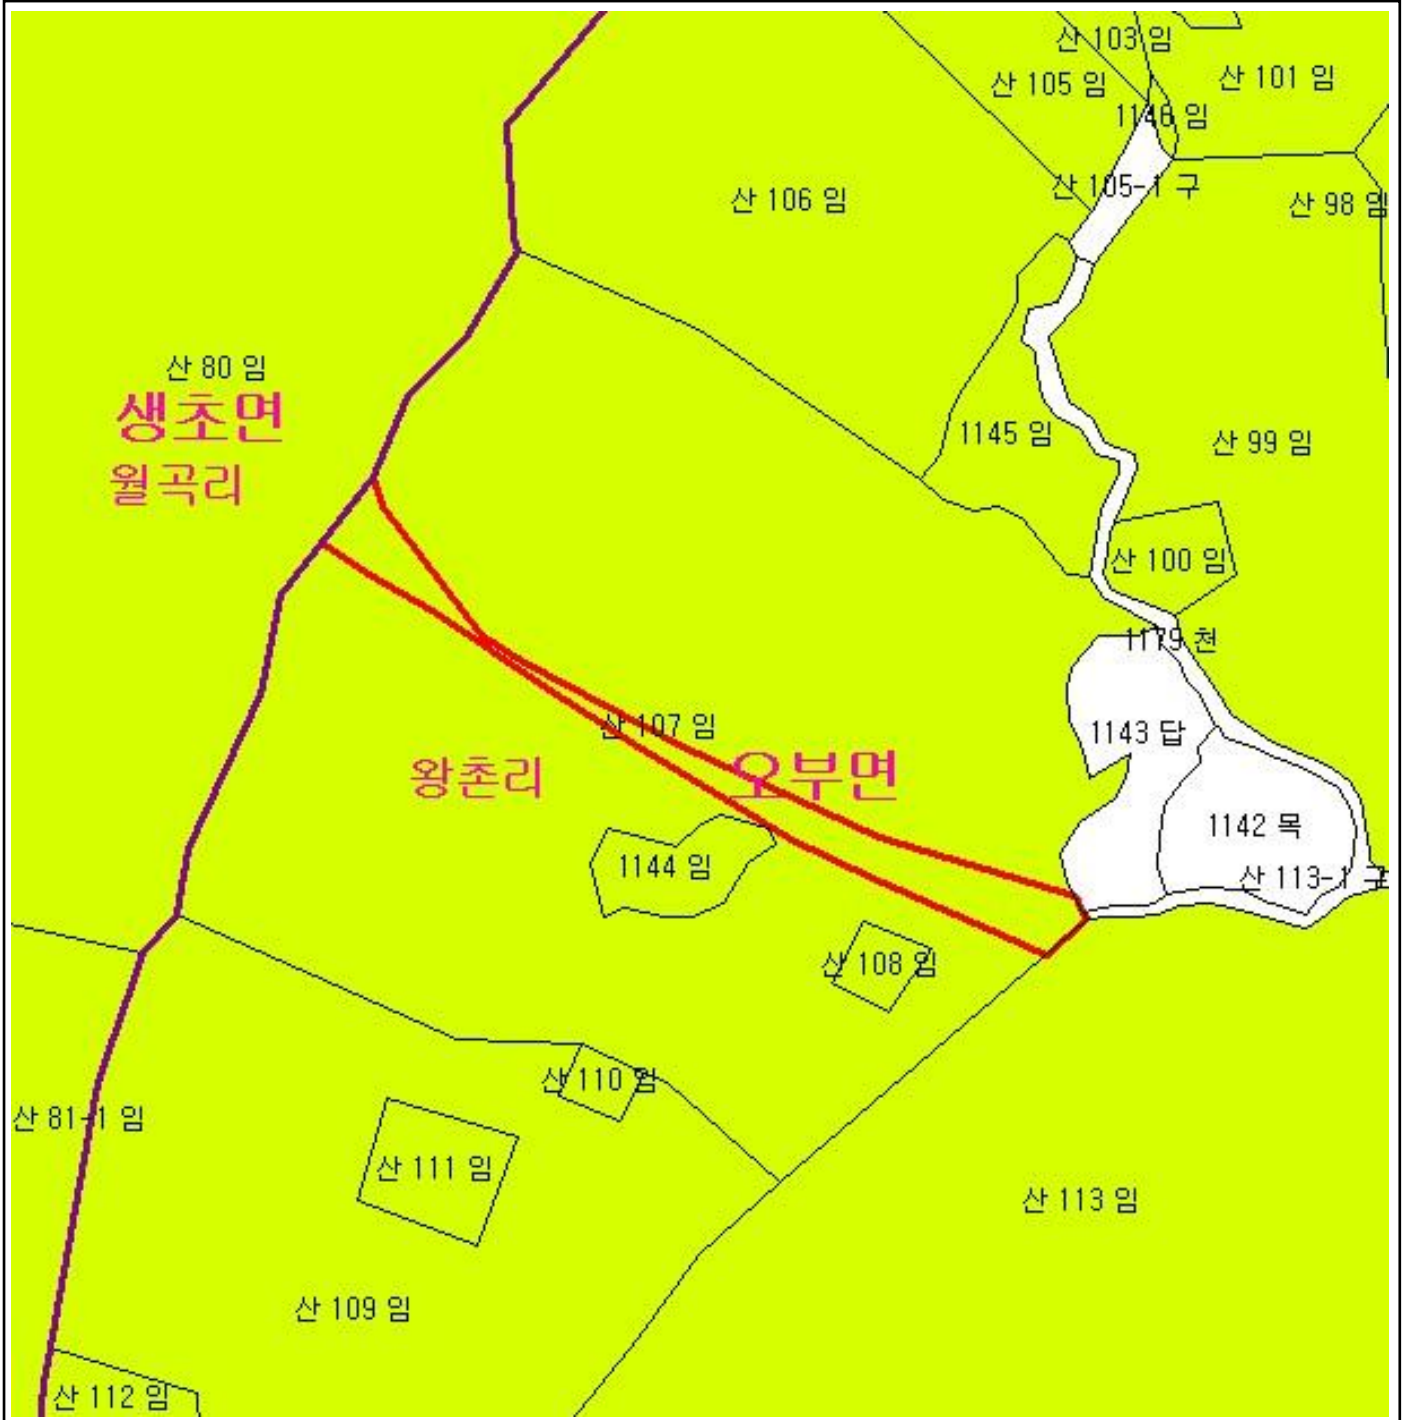 산 103 임
산 105 임
산 101 임
1146 임
산 105-1 구
산 106 임
산 98 임
산 80 임
생초면
월곡리
1145 임
산 99 임
산 100 임
1179 천
산 107 임
1143 답
왕촌리
오부면
1142 목
1144 임
산 113-1 구
산 108 임
산 110 임
산 81-1 임
산 111 임
산 113 임
산 109 임
산 112 임